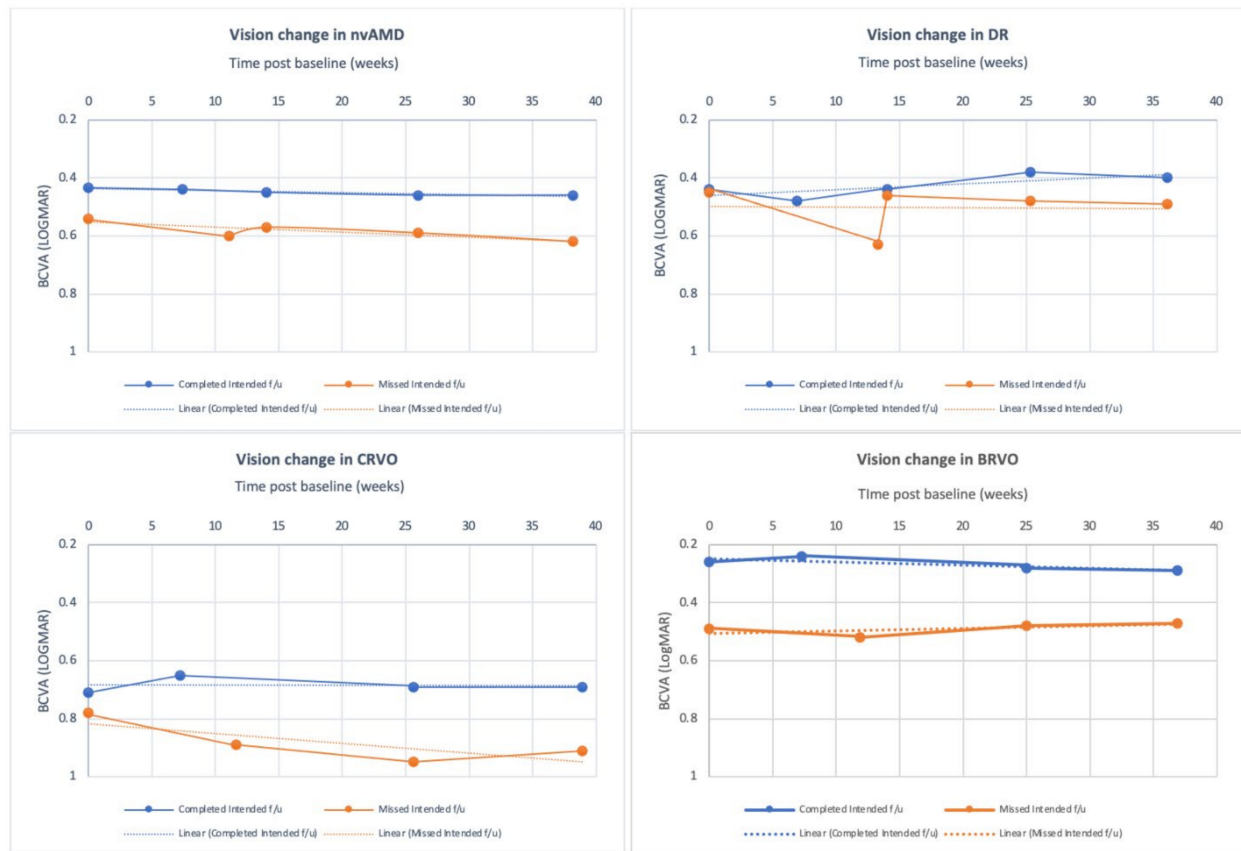 Vision change in nvAMD
Time post baseline (weeks)
0 5 10 15 20 25 30 35 40
0.2
0.4
0.6
0.8
1
BCVA (LOGMAR)
Completed Intended f/u Missed Intended f/u
Linear (Completed Intended f/u) Linear (Missed Intended f/u)
Vision change in DR
Time post baseline (weeks)
0 5 10 15 20 25 30 35 40
0.2
0.4
0.6
0.8
1
BCVA (LOGMAR)
Completed Intended f/u Missed Intended f/u
Linear (Completed Intended f/u) Linear (Missed Intended f/u)
Vision change in CRVO
Time post baseline (weeks)
0 5 10 15 20 25 30 35 40
0.2
0.4
0.6
0.8
1
BCVA (LOGMAR)
Completed Intended f/u Missed Intended f/u
Linear (Completed Intended f/u) Linear (Missed Intended f/u)
Vision change in BRVO
TIme post baseline (weeks)
0 5 10 15 20 25 30 35 40
0.2
0.4
0.6
0.8
1
BCVA (LogMAR)
Completed Intended f/u Missed Intended f/u
Linear (Completed Intended f/u) Linear (Missed Intended f/u)